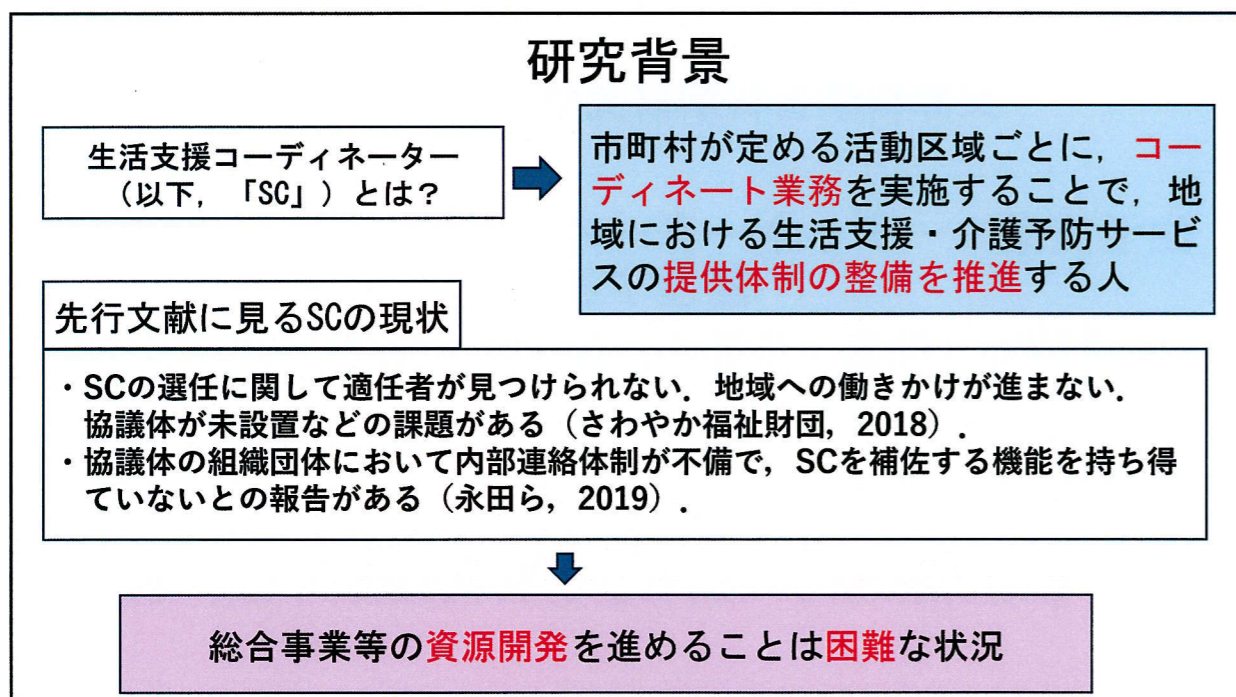 研究背景
生活支援コーディネーター
（以下，「SC」）とは？
市町村が定める活動区域ごとに，コー
ディネート業務を実施することで，地
域における生活支援・介護予防サービ
スの提供体制の整備を推進する人
先行文献に見るSCの現状
・SCの選任に関して適任者が見つけられない．地域への働きかけが進まない．
協議体が未設置などの課題がある（さわやか福祉財団，2018）．
・協議体の組織団体において内部連絡体制が不備で，SCを補佐する機能を持ち得
ていないとの報告がある（永田ら，2019）．
総合事業等の資源開発を進めることは困難な状況